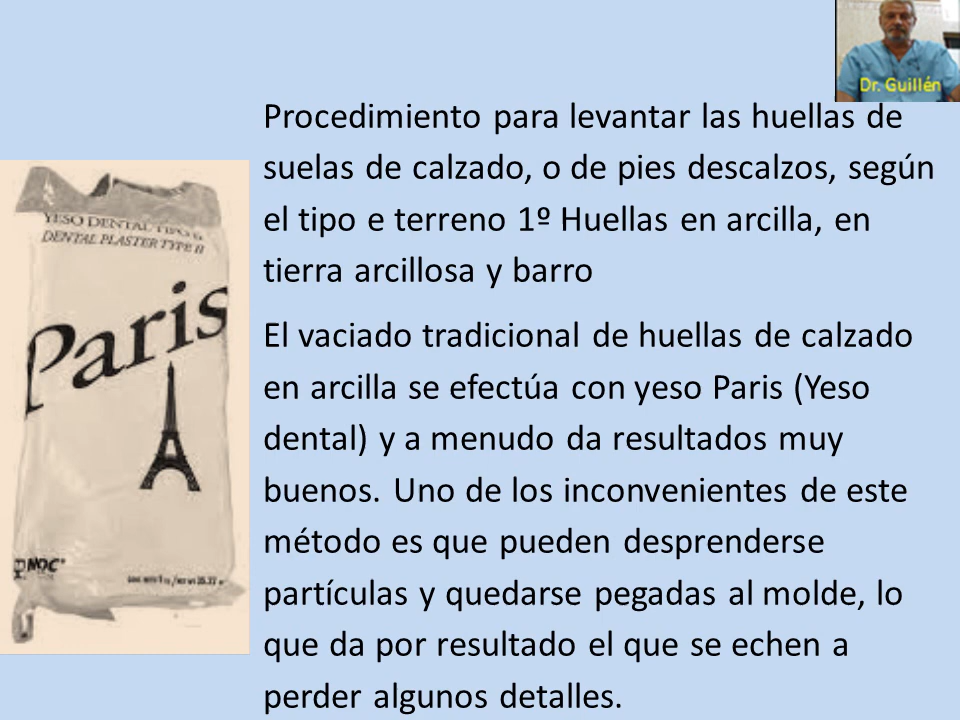 Dr. Guillén
Procedimiento para levantar las huellas de
suelas de calzado, o de pies descalzos, según
el tipo e terreno 1º Huellas en arcilla, en
tierra arcillosa y barro
El vaciado tradicional de huellas de calzado
en arcilla se efectúa con yeso Paris (Yeso
dental) y a menudo da resultados muy
buenos. Uno de los inconvenientes de este
método es que pueden desprenderse
partículas y quedarse pegadas al molde, lo
que da por resultado el que se echen a
perder algunos detalles.
YESO DENTAL TIPO II
DENTAL PLASTER TYPE II
Paris